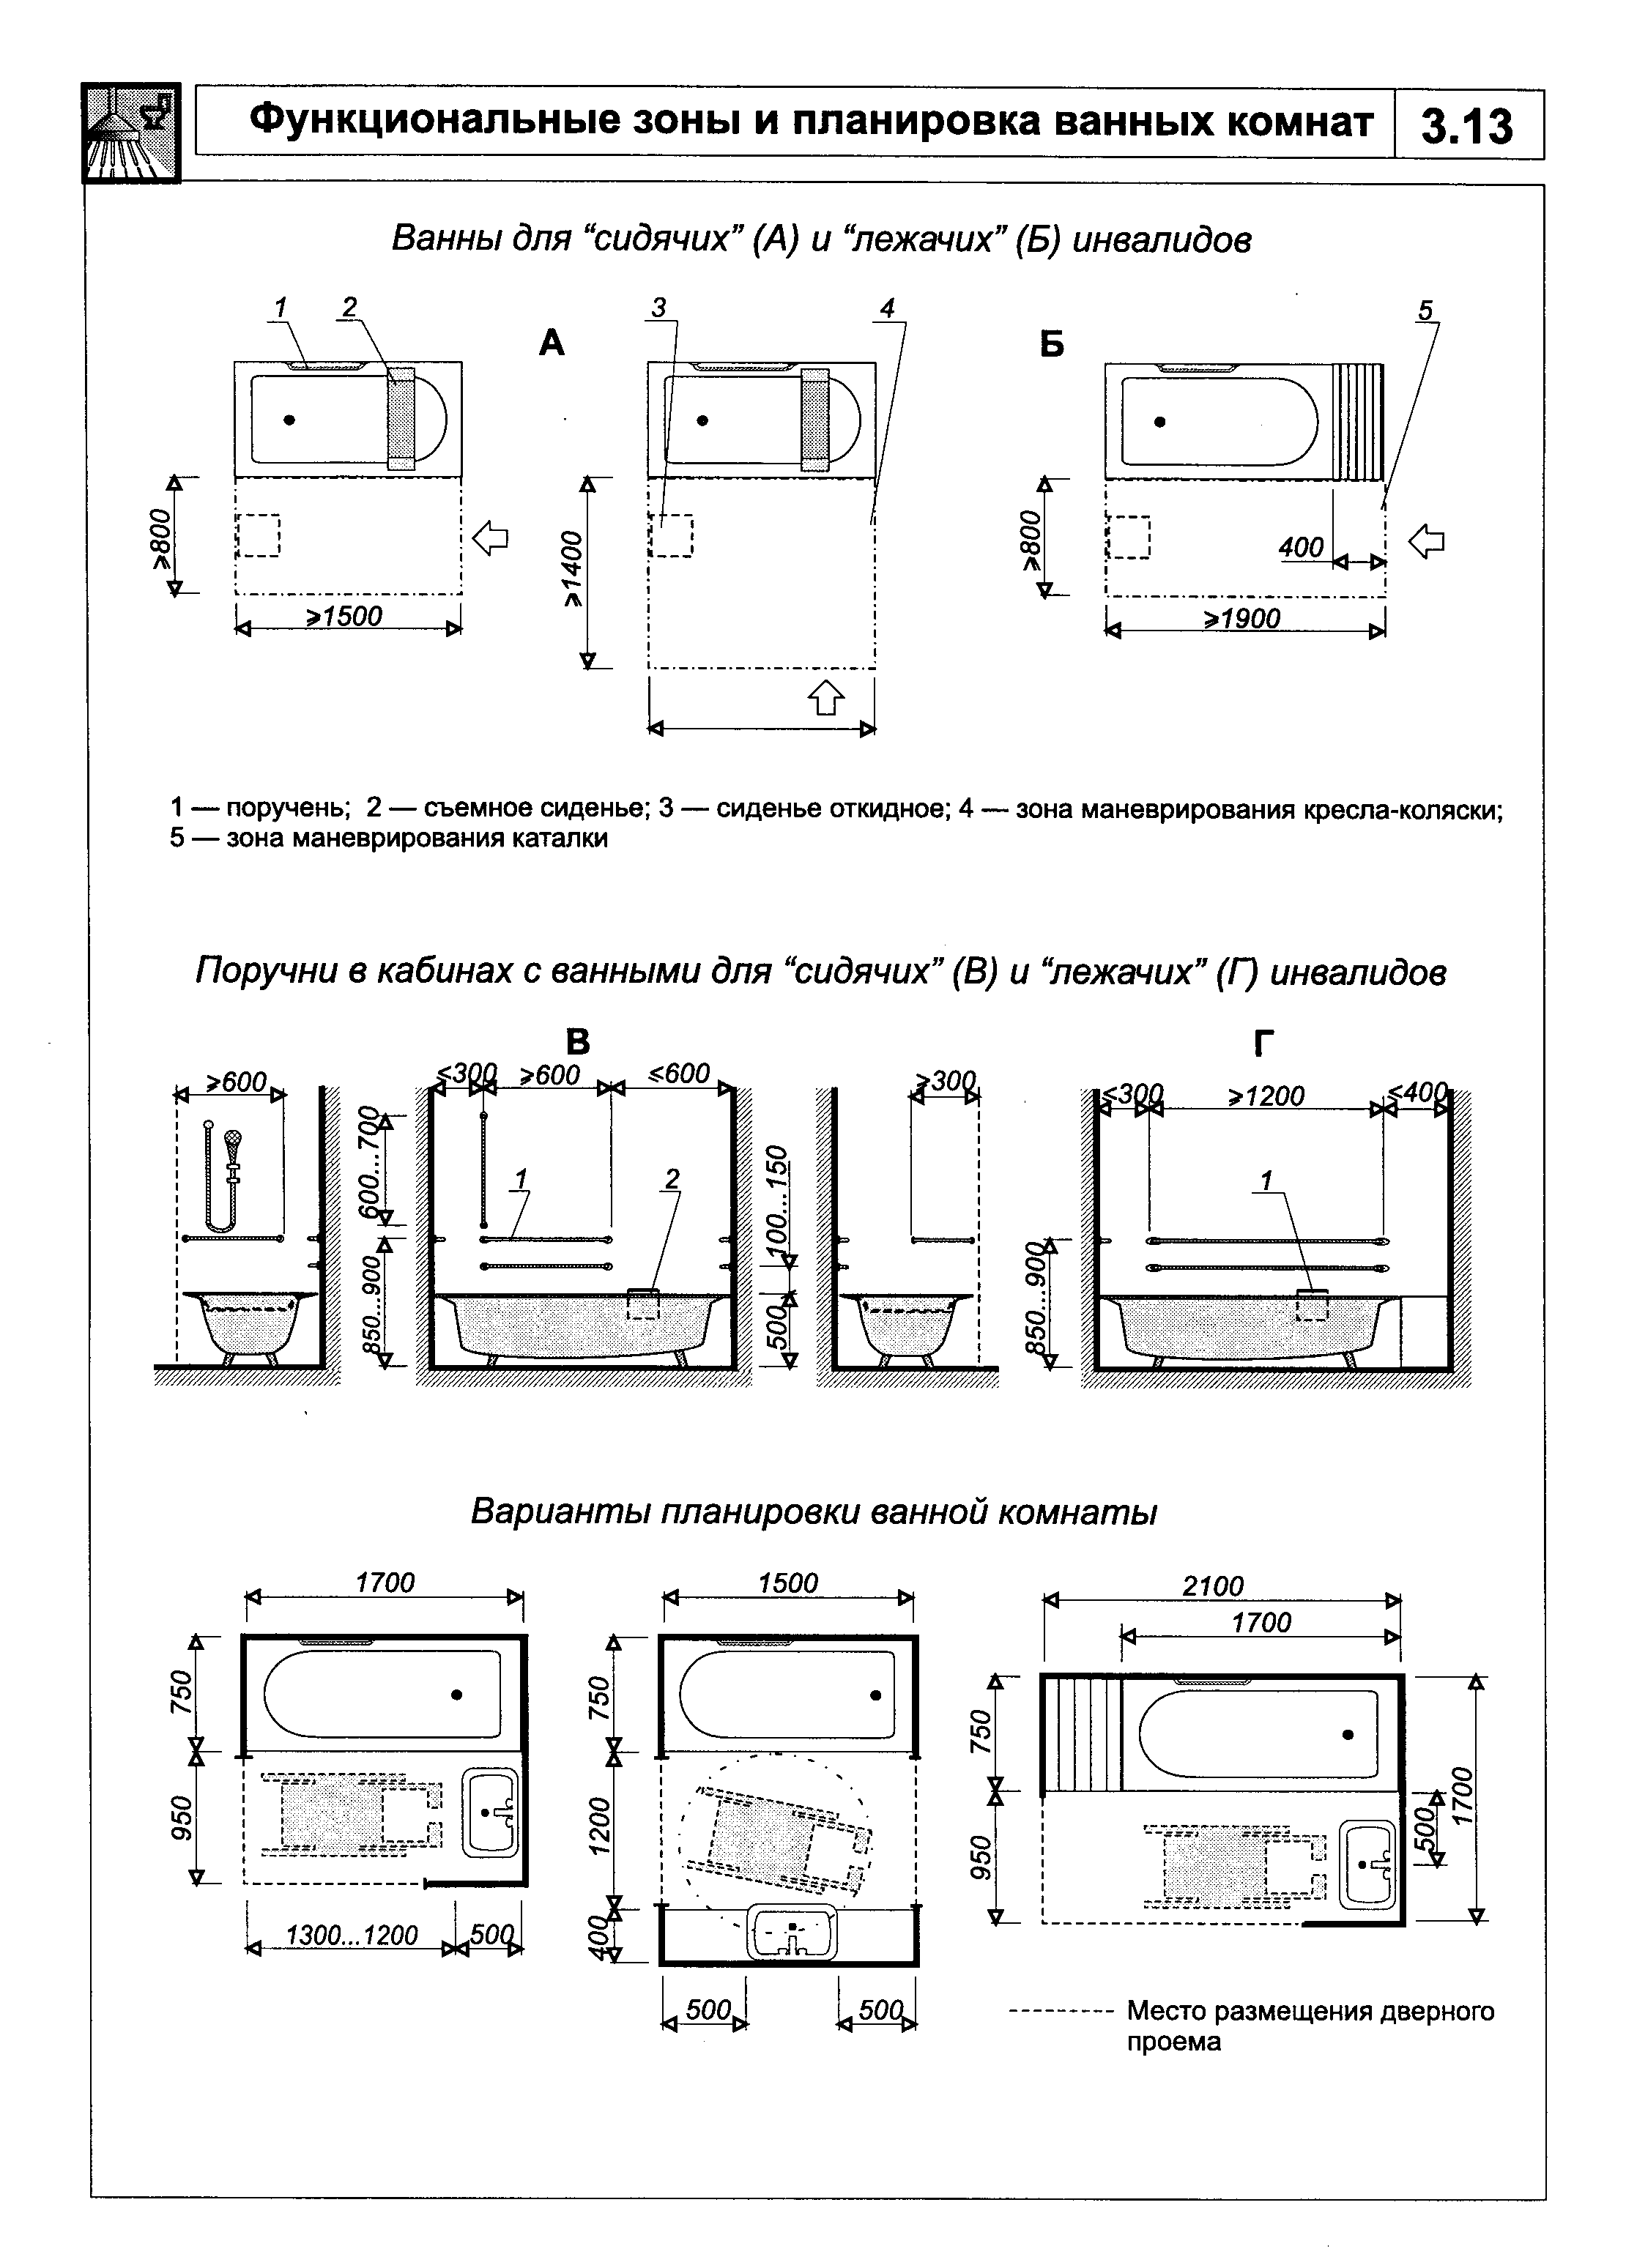 Функциональные зоны и планировка ванных комнат 3.13
Ванны для “сидячих” (А) и “лежачих” (Б) инвалидов
1 2 3 4 5
А Б
≥800 ≥1400 ≥800 400
≥1500 ≥1900
1 — поручень; 2 — съемное сиденье; 3 — сиденье откидное; 4 — зона маневрирования кресла-коляски;
5 — зона маневрирования каталки
Поручни в кабинах с ванными для “сидячих” (В) и “лежачих” (Г) инвалидов
В Г
≥600 ≤300 ≥600 ≤600 ≥300 ≤300 ≥1200 ≤400
600...700 1 2 100...150 1
850...900 500 850...900
Варианты планировки ванной комнаты
1700 1500 2100
1700
750 750 750
950 1200 950 500 1700
1300...1200 500 400
500 500
Место размещения дверного
проема